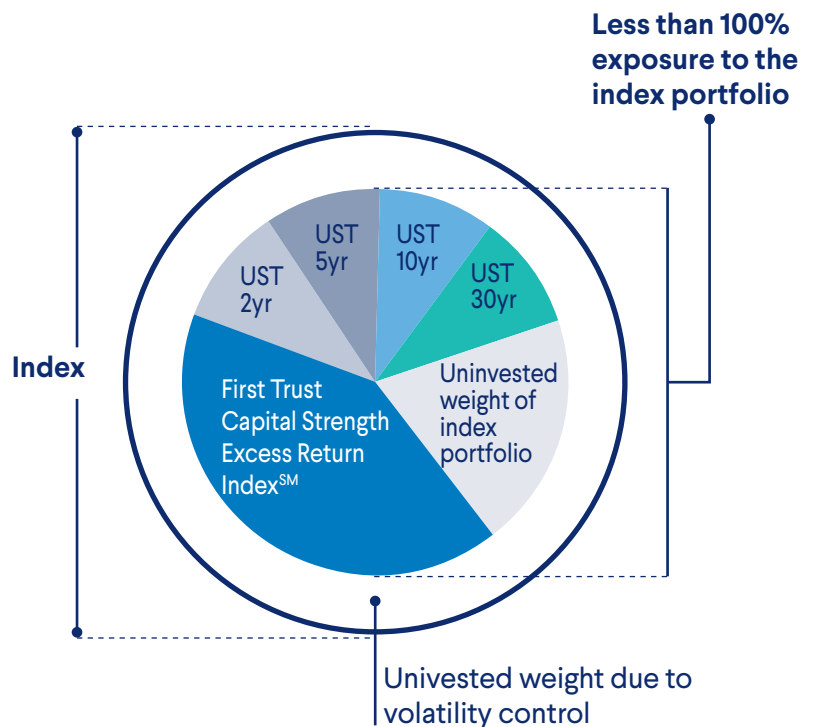 Less than 100%
exposure to the
index portfolio
UST
5yr
UST
10yr
UST
2yr
UST
30yr
Index
First Trust
Capital Strength
Excess Return
Index℠
Uninvested
weight of
index
portfolio
Univested weight due to
volatility control